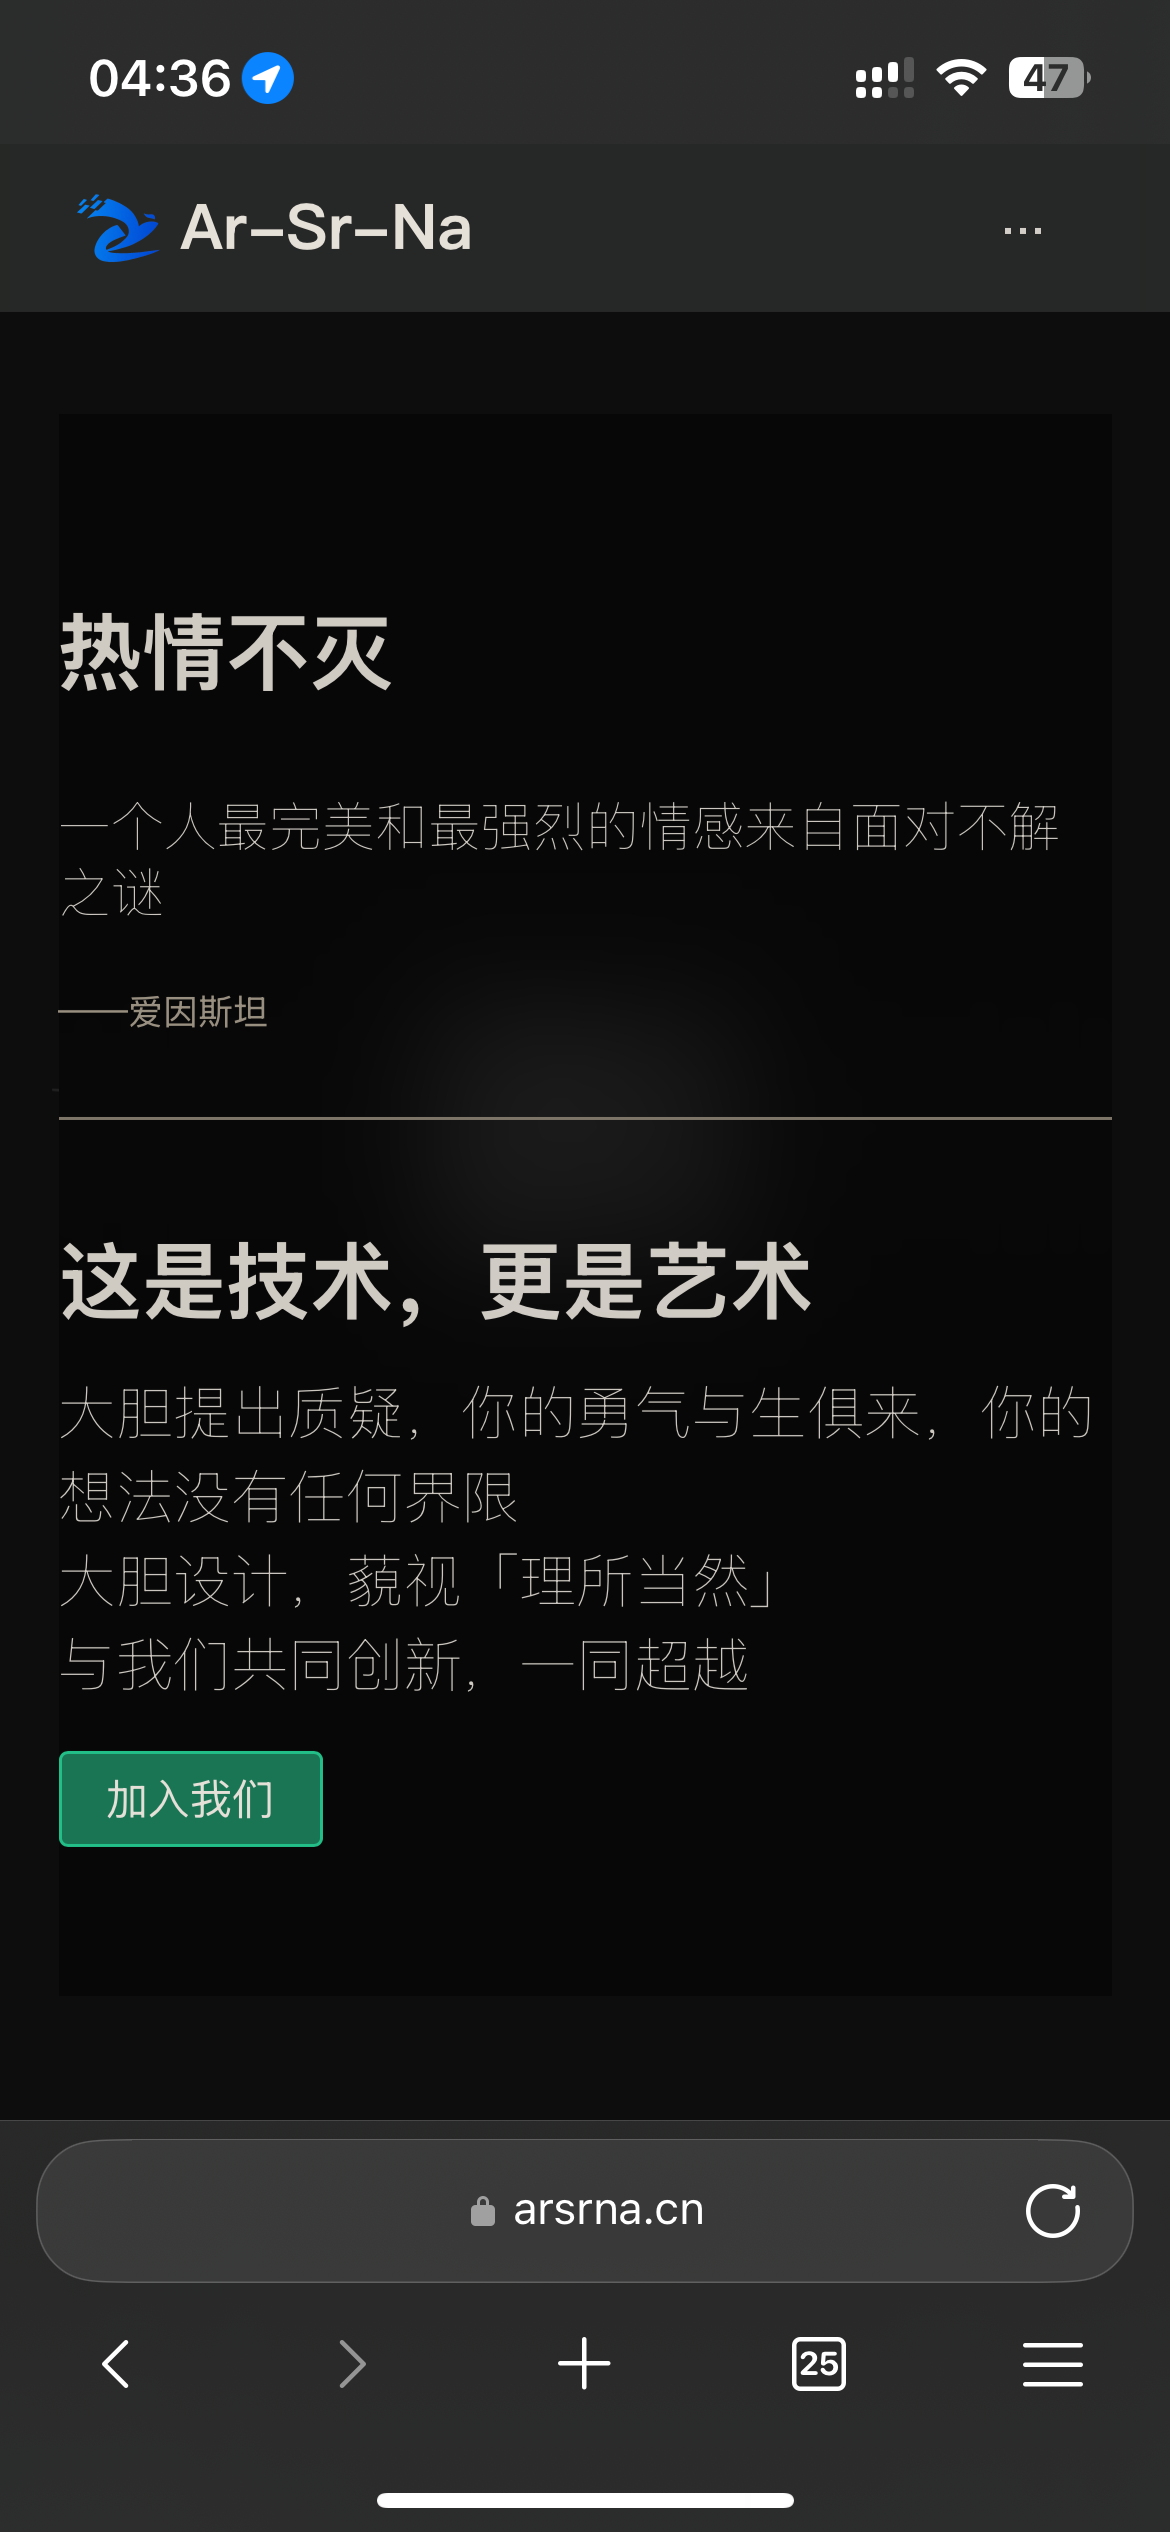 04:36
47
Ar-Sr-Na
热情不灭
一个人最完美和最强烈的情感来自面对不解
之谜
——爱因斯坦
这是技术，更是艺术
大胆提出质疑，你的勇气与生俱来，你的
想法没有任何界限
大胆设计，藐视「理所当然」
与我们共同创新，一同超越
加入我们
arsrna.cn
25